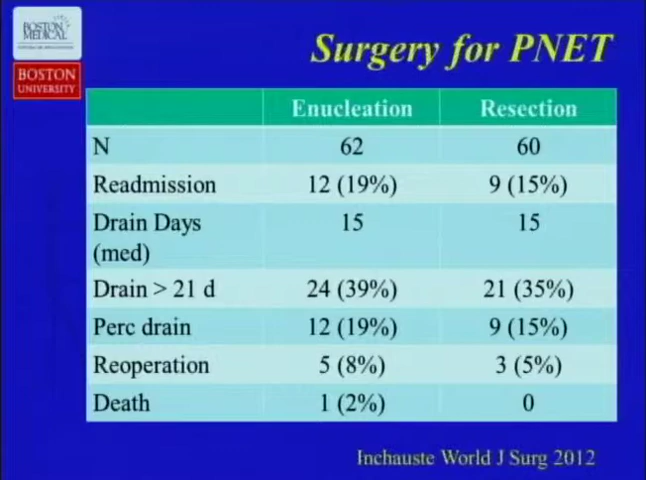 BOSTON
MEDICAL
BOSTON
UNIVERSITY
Surgery for PNET
Enucleation Resection
N 62 60
Readmission 12 (19%) 9 (15%)
Drain Days 15 15
(med)
Drain > 21 d 24 (39%) 21 (35%)
Perc drain 12 (19%) 9 (15%)
Reoperation 5 (8%) 3 (5%)
Death 1 (2%) 0
Inchauste World J Surg 2012